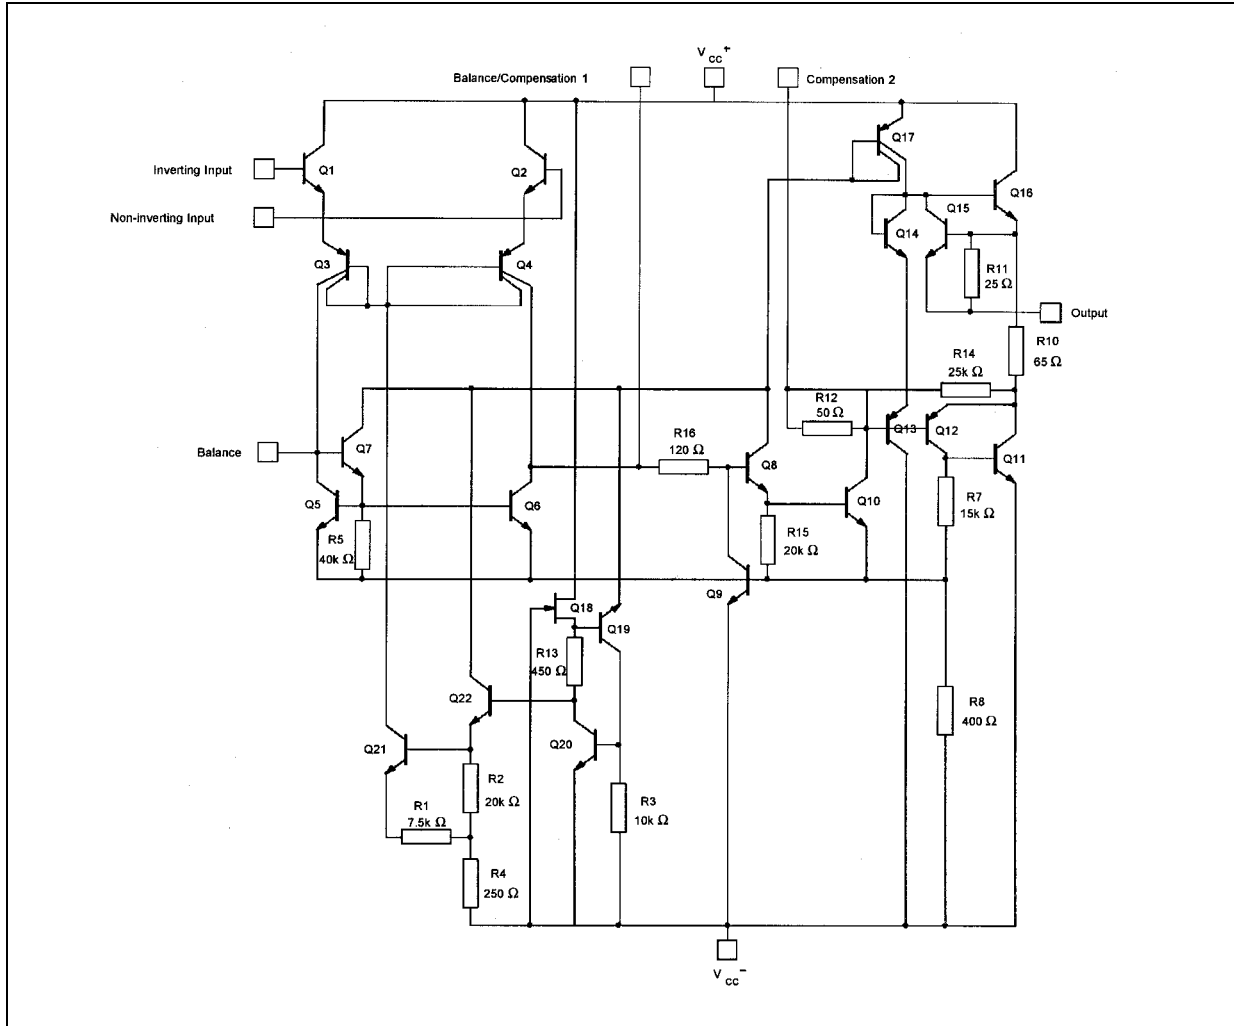 V CC +
Balance/Compensation 1
Compensation 2
Q17
Inverting Input
Q1
Q2
Q16
Non-inverting Input
Q15
Q14
Q3
Q4
R11
25 Ω
Output
R10
65 Ω
R14
25k Ω
R12
50 Ω
Q13
Q12
R16
120 Ω
Balance
Q7
Q8
Q11
Q5
Q6
Q10
R7
15k Ω
R5
40k Ω
R15
20k Ω
Q9
Q18
Q19
R13
450 Ω
Q22
R8
400 Ω
Q21
Q20
R2
20k Ω
R1
7.5k Ω
R3
10k Ω
R4
250 Ω
V CC −